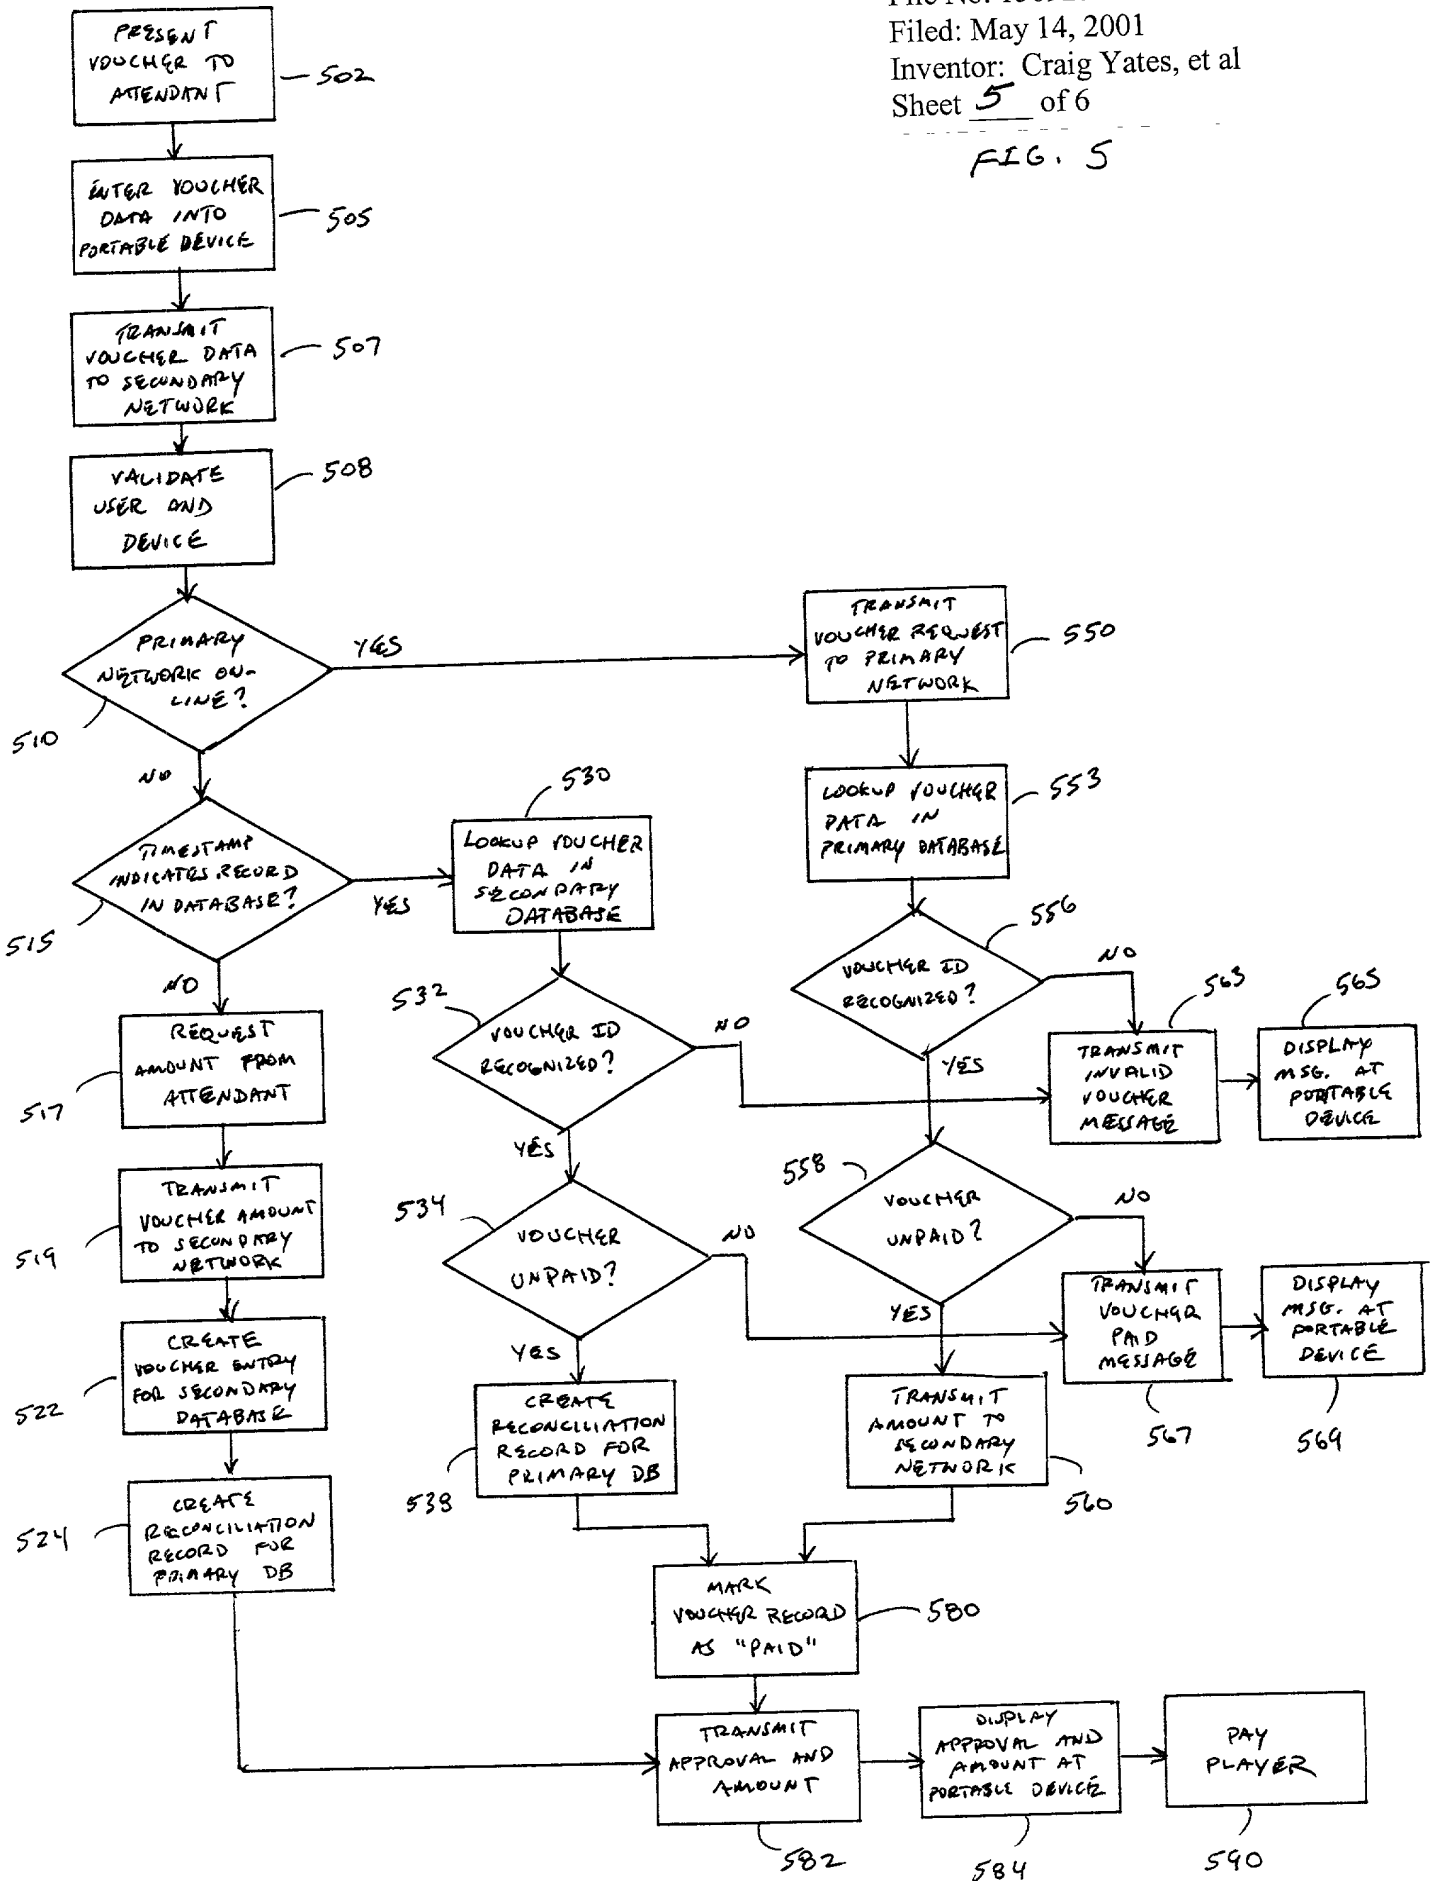 Filed: May 14, 2001
Inventor: Craig Yates, et al
Sheet 5 of 6
FIG. 5
PRESENT
VOUCHER TO
ATTENDANT
502
ENTER VOUCHER
DATA INTO
PORTABLE DEVICE
505
TRANSMIT
VOUCHER DATA
TO SECONDARY
NETWORK
507
VALIDATE
USER AND
DEVICE
508
PRIMARY
NETWORK ON-
LINE?
510
YES
NO
TRANSMIT
VOUCHER REQUEST
TO PRIMARY
NETWORK
550
TIMESTAMP
INDICATES RECORD
IN DATABASE?
515
YES
NO
LOOKUP VOUCHER
DATA IN
SECONDARY
DATABASE
530
LOOKUP VOUCHER
DATA IN
PRIMARY DATABASE
553
VOUCHER ID
RECOGNIZED?
556
NO
YES
REQUEST
AMOUNT FROM
ATTENDANT
517
VOUCHER ID
RECOGNIZED?
532
NO
YES
TRANSMIT
INVALID
VOUCHER
MESSAGE
563
DISPLAY
MSG. AT
PORTABLE
DEVICE
565
TRANSMIT
VOUCHER AMOUNT
TO SECONDARY
NETWORK
519
VOUCHER
UNPAID?
534
NO
YES
VOUCHER
UNPAID?
558
NO
YES
TRANSMIT
VOUCHER
PAID
MESSAGE
567
DISPLAY
MSG. AT
PORTABLE
DEVICE
569
CREATE
VOUCHER ENTRY
FOR SECONDARY
DATABASE
522
CREATE
RECONCILIATION
RECORD FOR
PRIMARY DB
538
TRANSMIT
AMOUNT TO
SECONDARY
NETWORK
560
CREATE
RECONCILIATION
RECORD FOR
PRIMARY DB
524
MARK
VOUCHER RECORD
AS "PAID"
580
TRANSMIT
APPROVAL AND
AMOUNT
582
DISPLAY
APPROVAL AND
AMOUNT AT
PORTABLE DEVICE
584
PAY
PLAYER
590